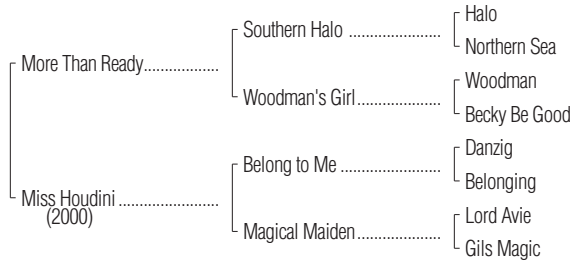 Halo
Southern Halo ....................
Northern Sea
More Than Ready................
Woodman
Woodman's Girl..................
Becky Be Good
Danzig
Belong to Me .....................
Belonging
Miss Houdini .....................
(2000)
Lord Avie
Magical Maiden..................
Gils Magic